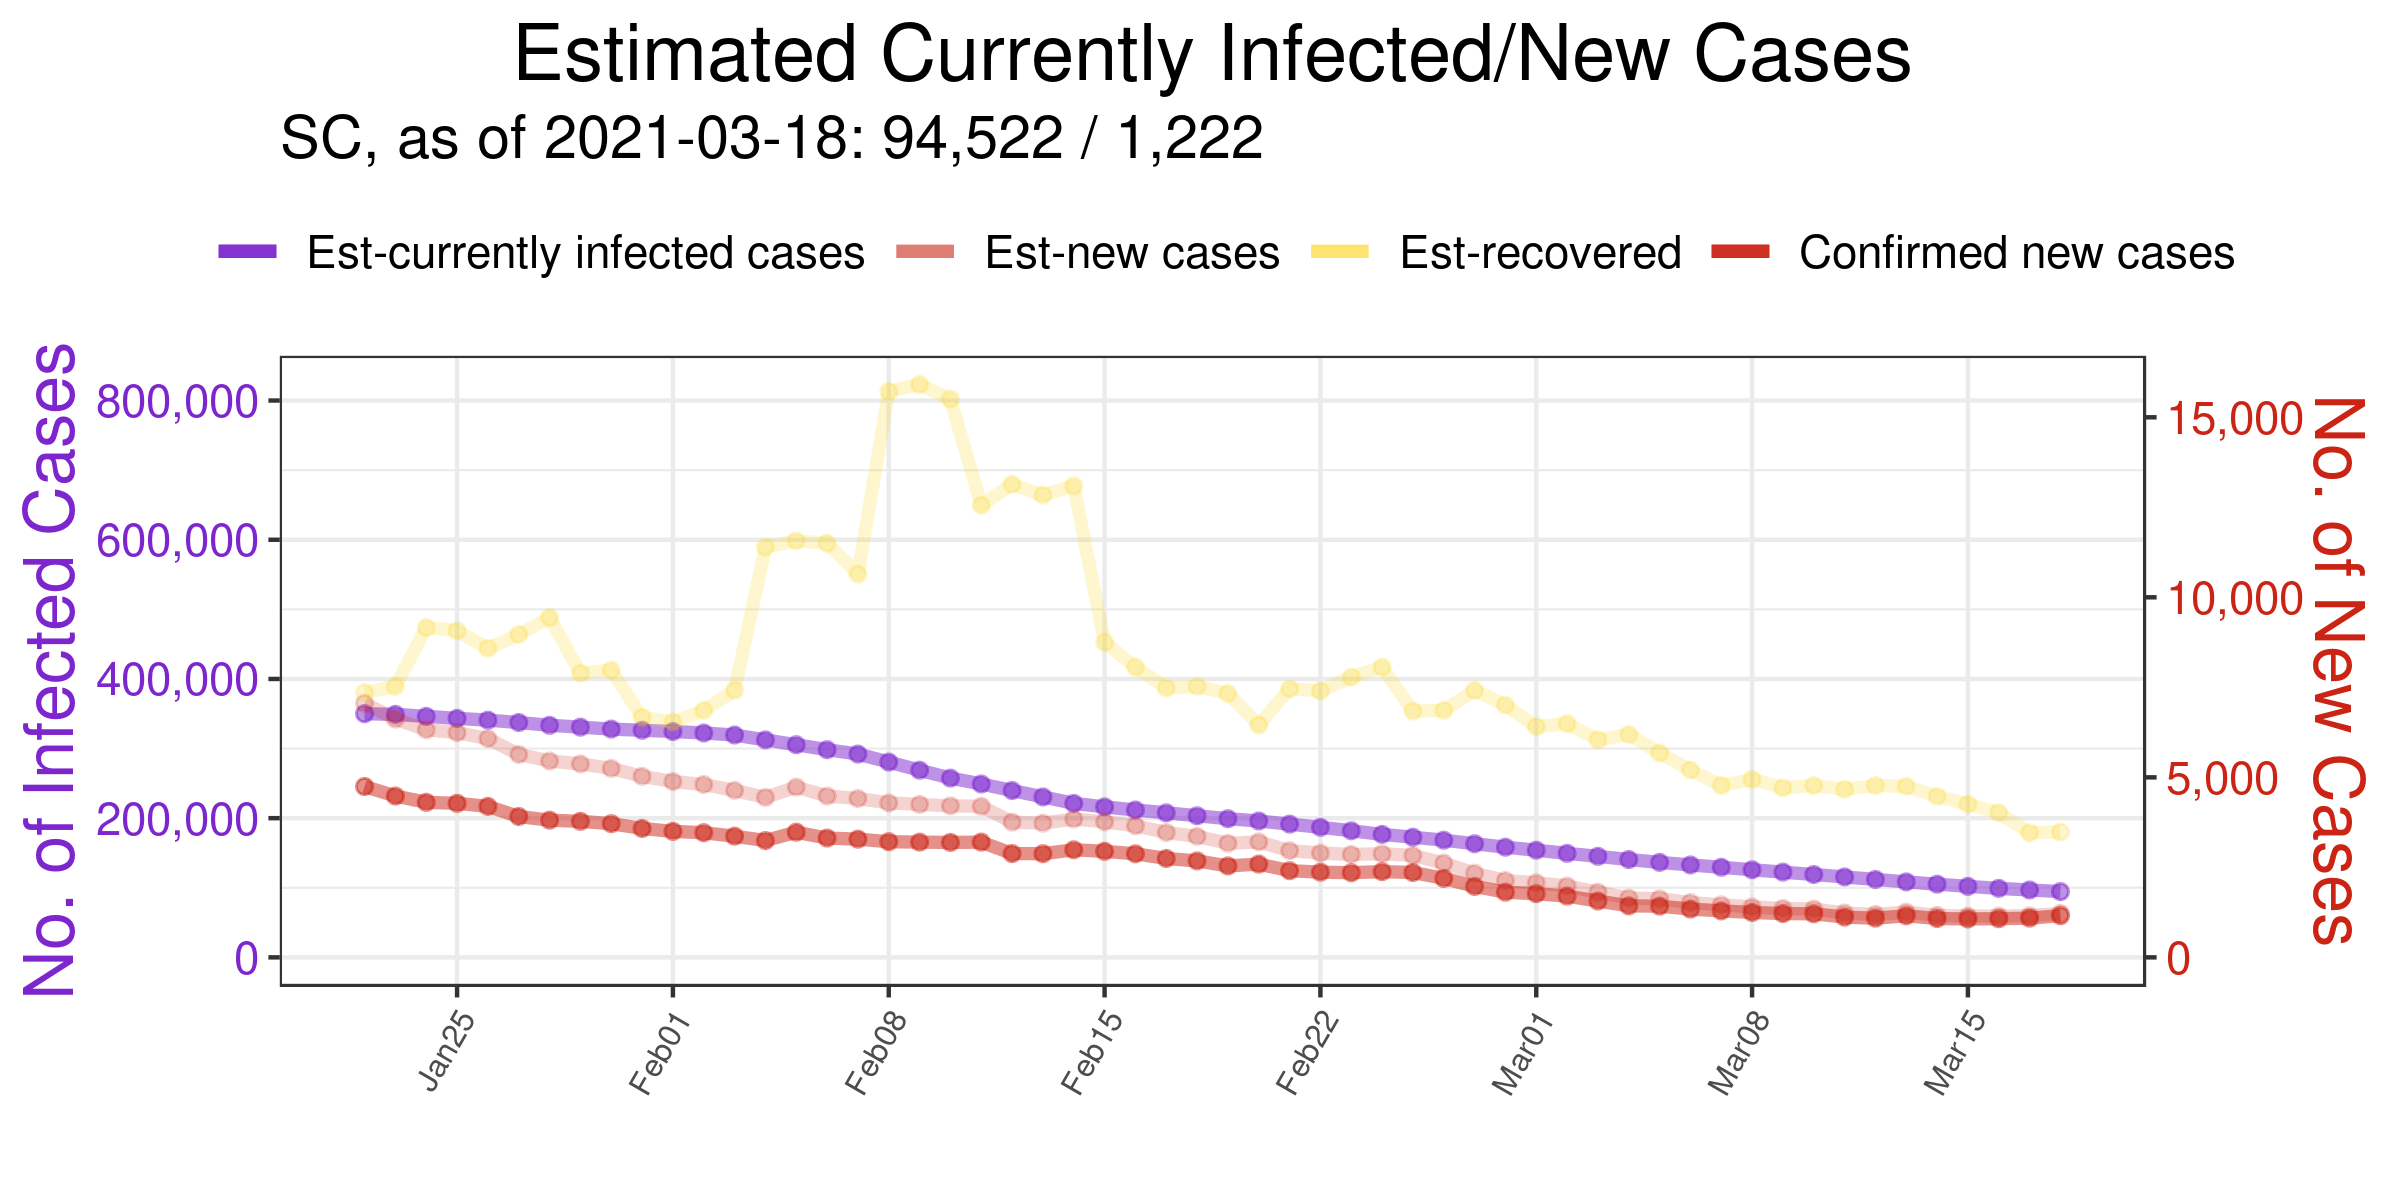 Estimated Currently Infected/New Cases
SC, as of 2021-03-18: 94,522 / 1,222
Est-currently infected cases Est-new cases Est-recovered Confirmed new cases
No. of Infected Cases
800,000
600,000
400,000
200,000
0
15,000
10,000
5,000
0
No. of New Cases
Jan25 Feb01 Feb08 Feb15 Feb22 Mar01 Mar08 Mar15